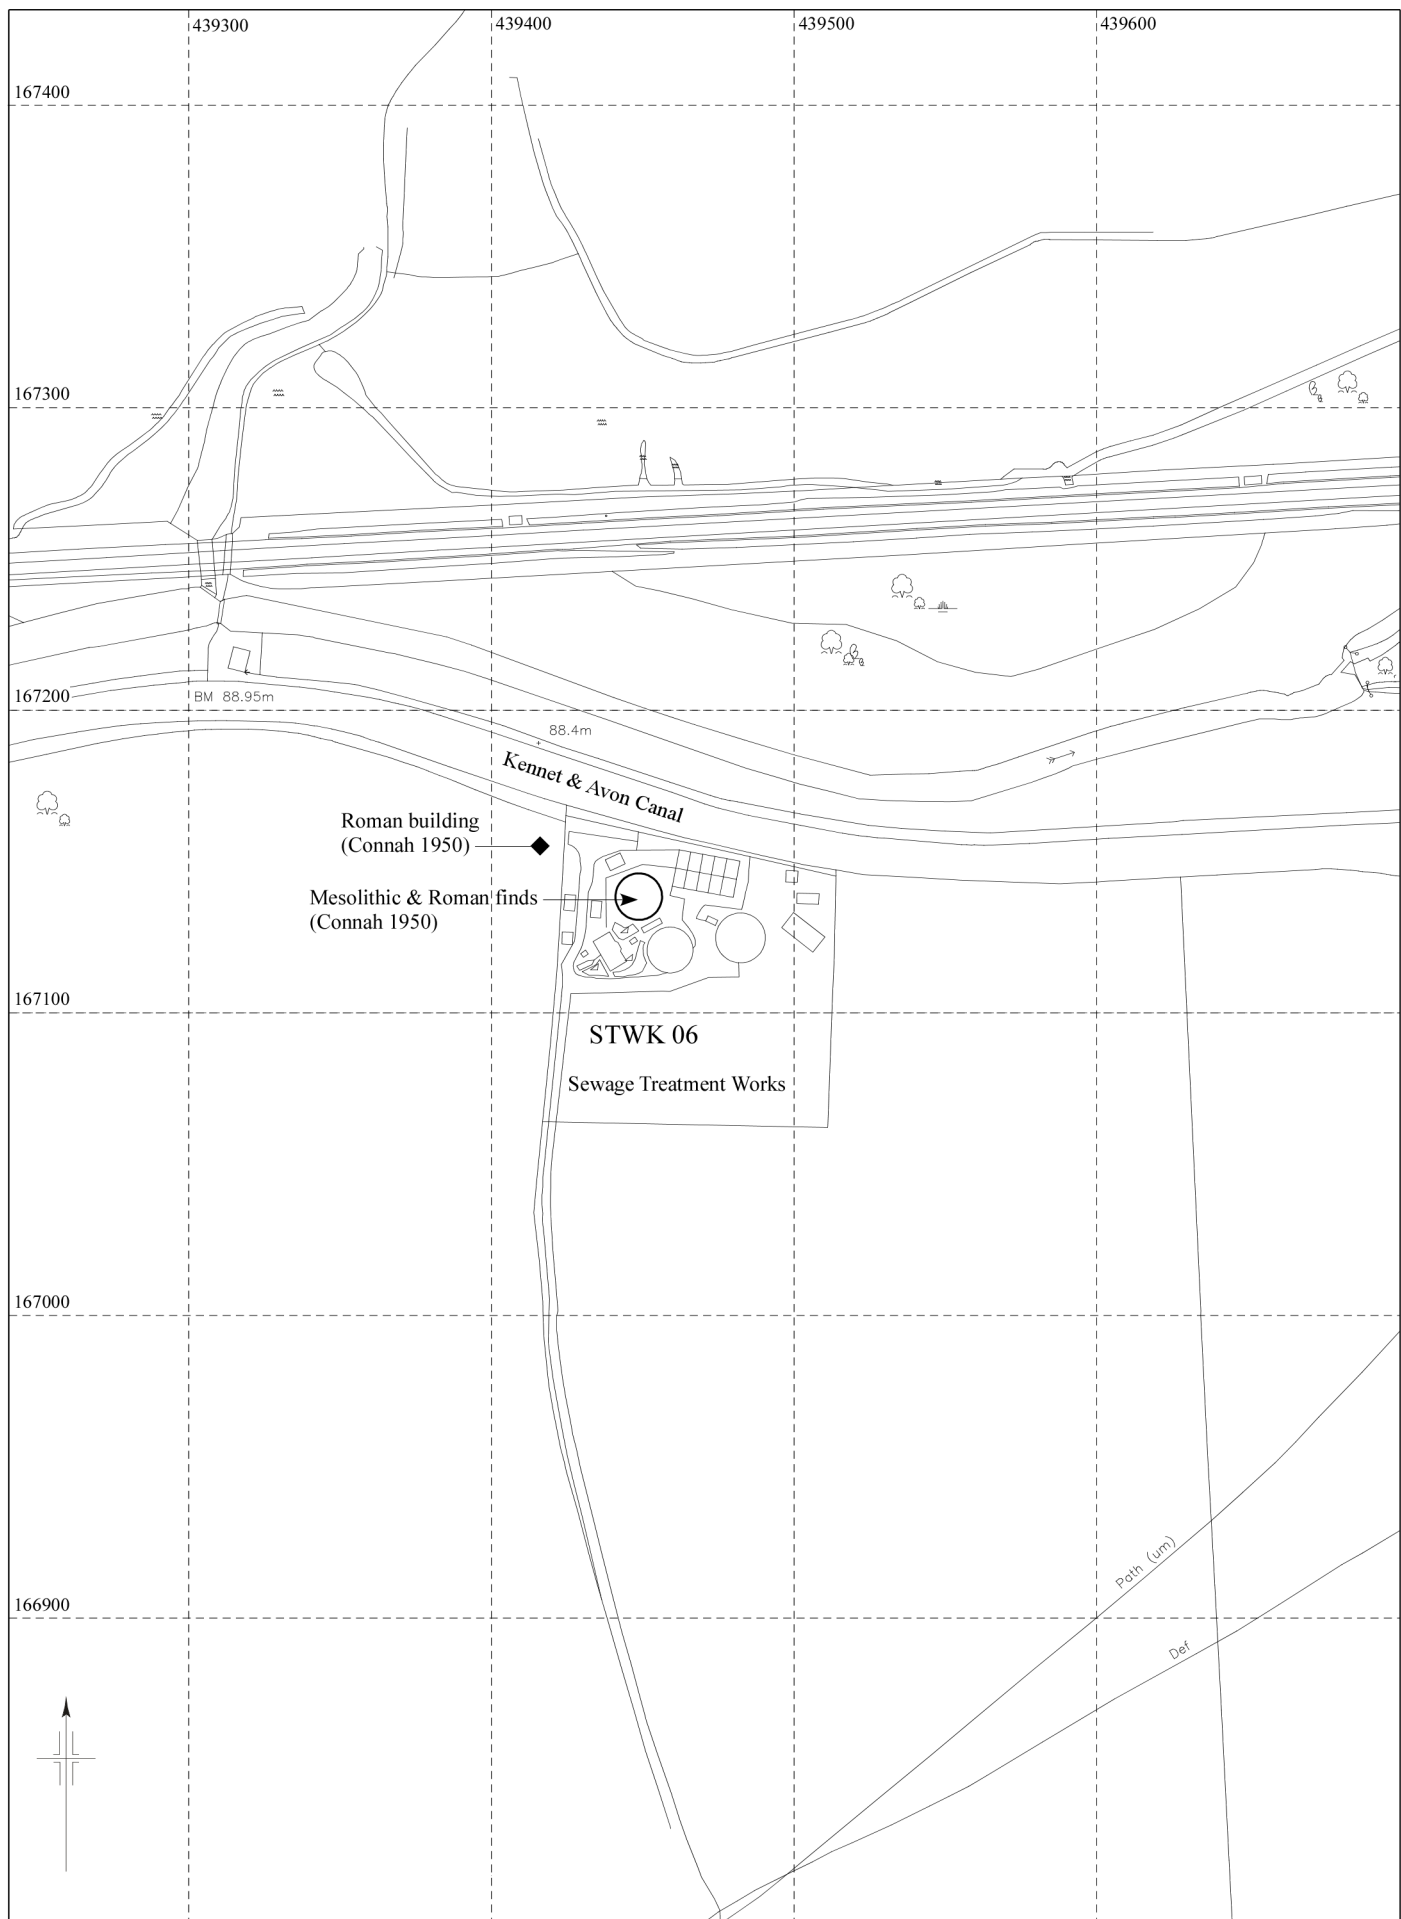 439300
439400
439500
439600
167400
167300
167200
BM 88.95m
88.4m
Kennet & Avon Canal
Roman building
(Connah 1950)
Mesolithic & Roman finds
(Connah 1950)
167100
STWK 06
Sewage Treatment Works
167000
Path (um)
166900
Def